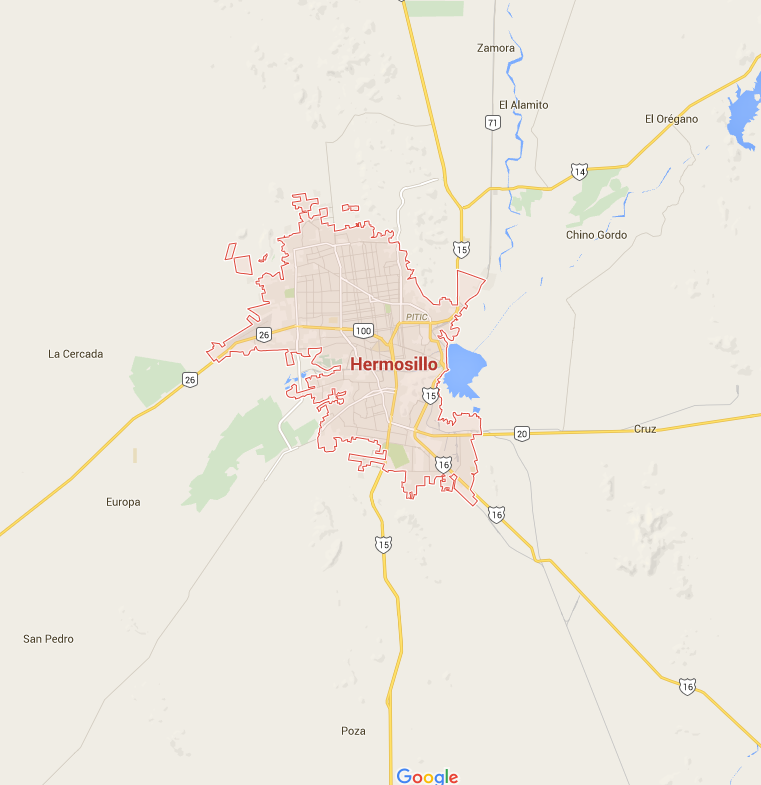 Zamora
El Alamito
El Orégano
71
14
Chino Gordo
15
PITIC
100
26
La Cercada
Hermosillo
26
15
Cruz
20
16
Europa
16
15
San Pedro
16
Poza
Google